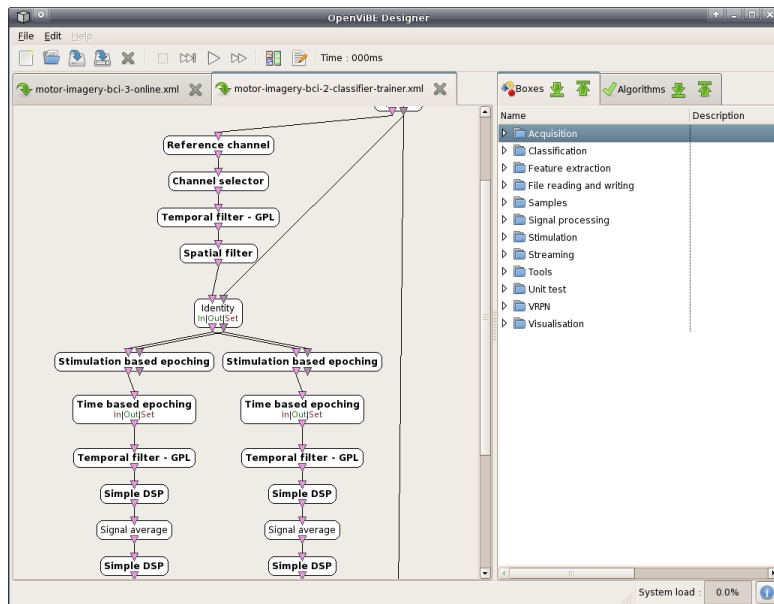 OpenViBE Designer
File Edit Help
Time : 000ms
motor-imagery-bci-3-online.xml motor-imagery-bci-2-classifier-trainer.xml
Reference channel
Channel selector
Temporal filter - GPL
Spatial filter
Identity
In|Out|Set
Stimulation based epoching Stimulation based epoching
Time based epoching Time based epoching
In|Out|Set In|Out|Set
Temporal filter - GPL Temporal filter - GPL
Simple DSP Simple DSP
Signal average Signal average
Simple DSP Simple DSP
Boxes Algorithms
Name Description
Acquisition
Classification
Feature extraction
File reading and writing
Samples
Signal processing
Stimulation
Streaming
Tools
Unit test
VRPN
Visualisation
System load : 0.0%